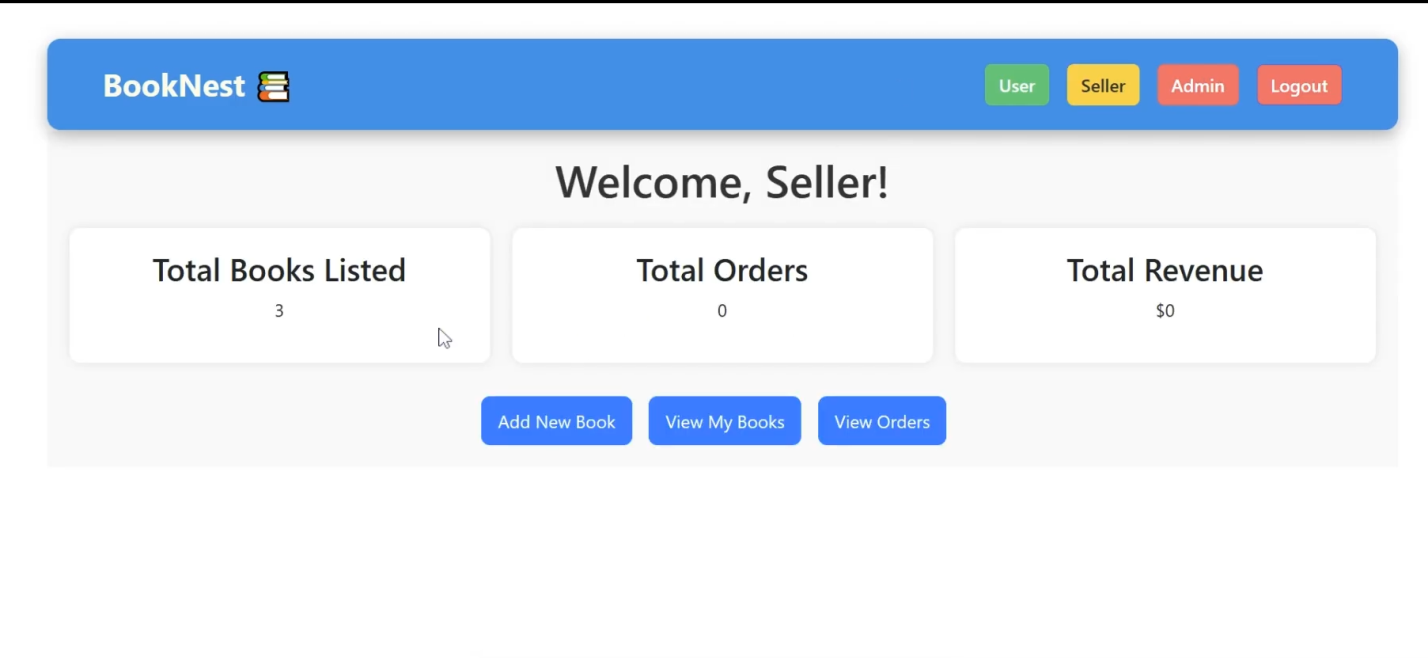 BookNest 📚 User Seller Admin Logout
Welcome, Seller!
Total Books Listed Total Orders Total Revenue
3 0 $0
Add New Book View My Books View Orders